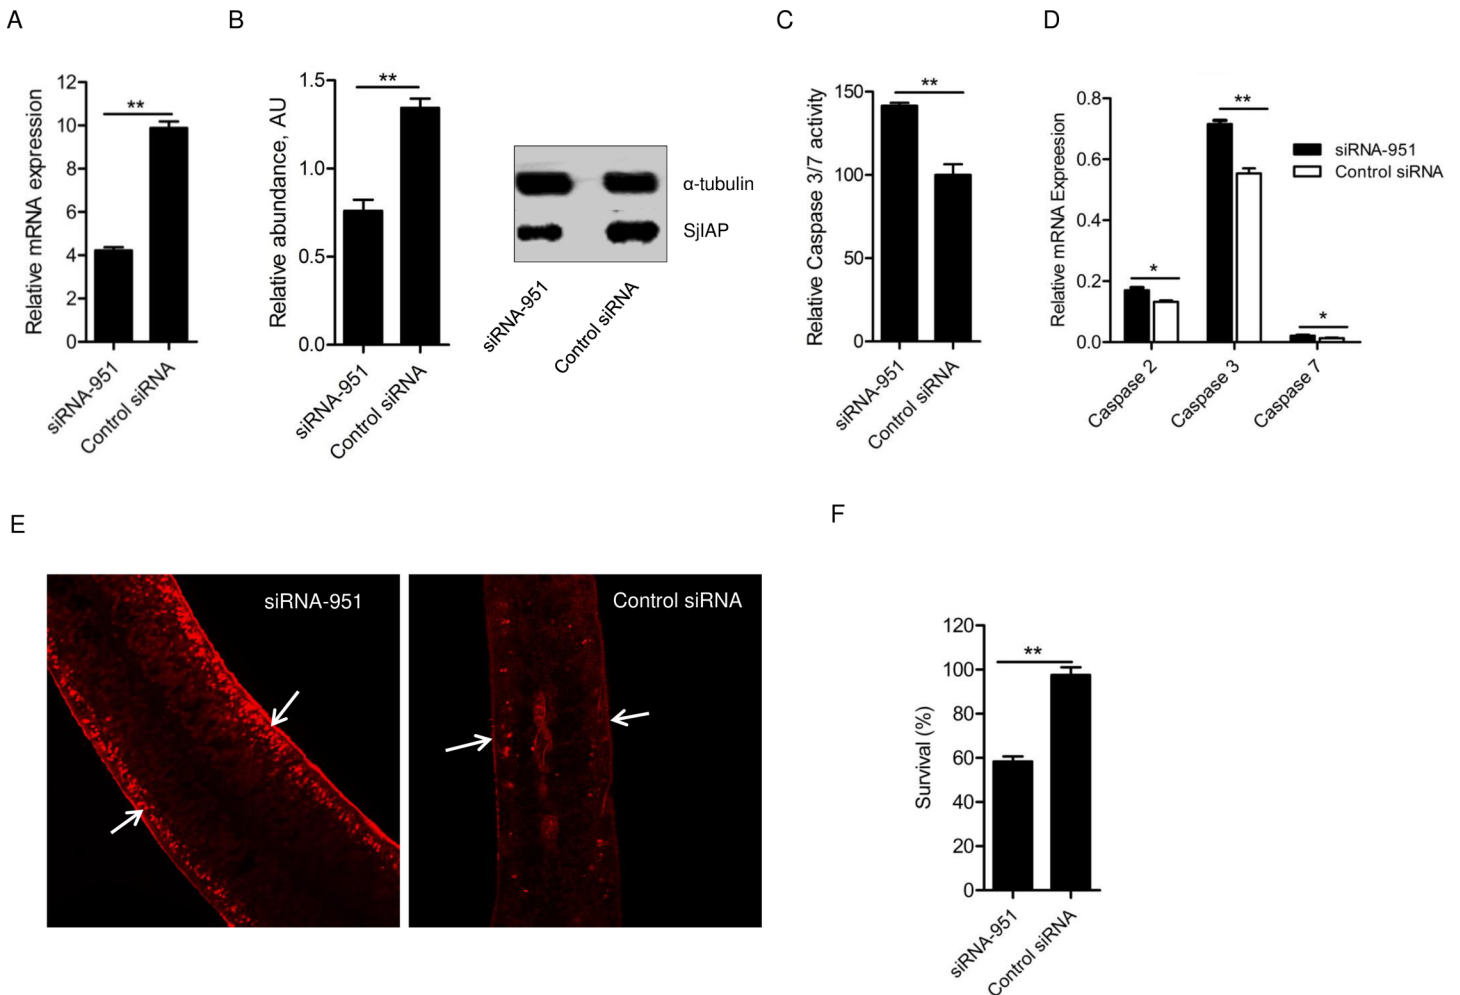 A
B
C
D
Relative mRNA expression
12
10
8
6
4
2
0
**
siRNA-951
Control siRNA
Relative abundance, AU
1.5
1.0
0.5
0.0
**
siRNA-951
Control siRNA
α-tubulin
SjIAP
siRNA-951
Control siRNA
Relative Caspase 3/7 activity
150
100
50
0
**
siRNA-951
Control siRNA
Relative mRNA Expreesion
0.8
0.6
0.4
0.2
0.0
*
**
*
siRNA-951
Control siRNA
Caspase 2
Caspase 3
Caspase 7
E
siRNA-951
Control siRNA
F
Survival (%)
120
100
80
60
40
20
0
**
siRNA-951
Control siRNA